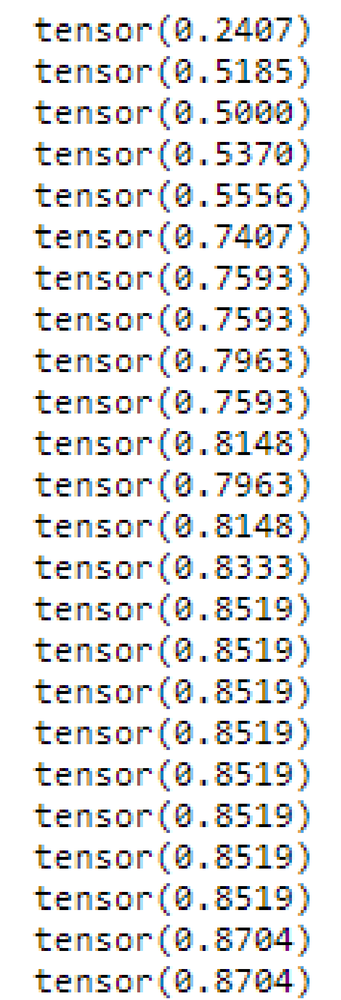 tensor(0.2407)
tensor(0.5185)
tensor(0.5000)
tensor(0.5370)
tensor(0.5556)
tensor(0.7407)
tensor(0.7593)
tensor(0.7593)
tensor(0.7963)
tensor(0.7593)
tensor(0.8148)
tensor(0.7963)
tensor(0.8148)
tensor(0.8333)
tensor(0.8519)
tensor(0.8519)
tensor(0.8519)
tensor(0.8519)
tensor(0.8519)
tensor(0.8519)
tensor(0.8519)
tensor(0.8519)
tensor(0.8704)
tensor(0.8704)